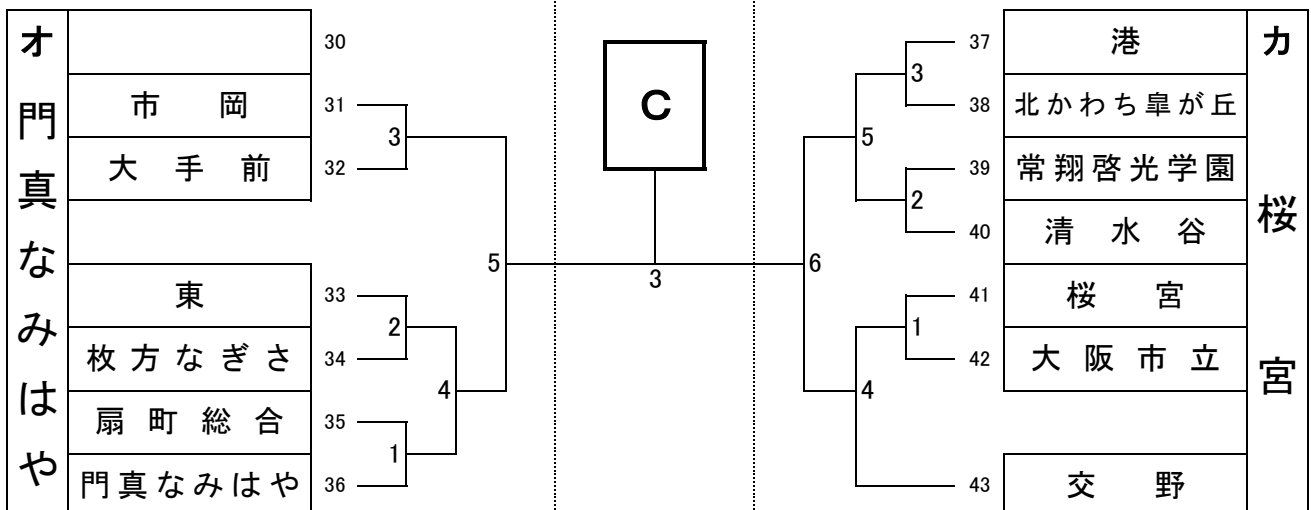 オ 門真なみはや
30
市岡 31
大手前 32
3
東 33
枚方なぎさ 34
2
扇町総合 35
門真なみはや 36
1
4
5
C
3
カ 桜宮
37 港
38 北かわち皐が丘
3
39 常翔啓光学園
40 清水谷
2
5
41 桜宮
42 大阪市立
1
43 交野
4
6